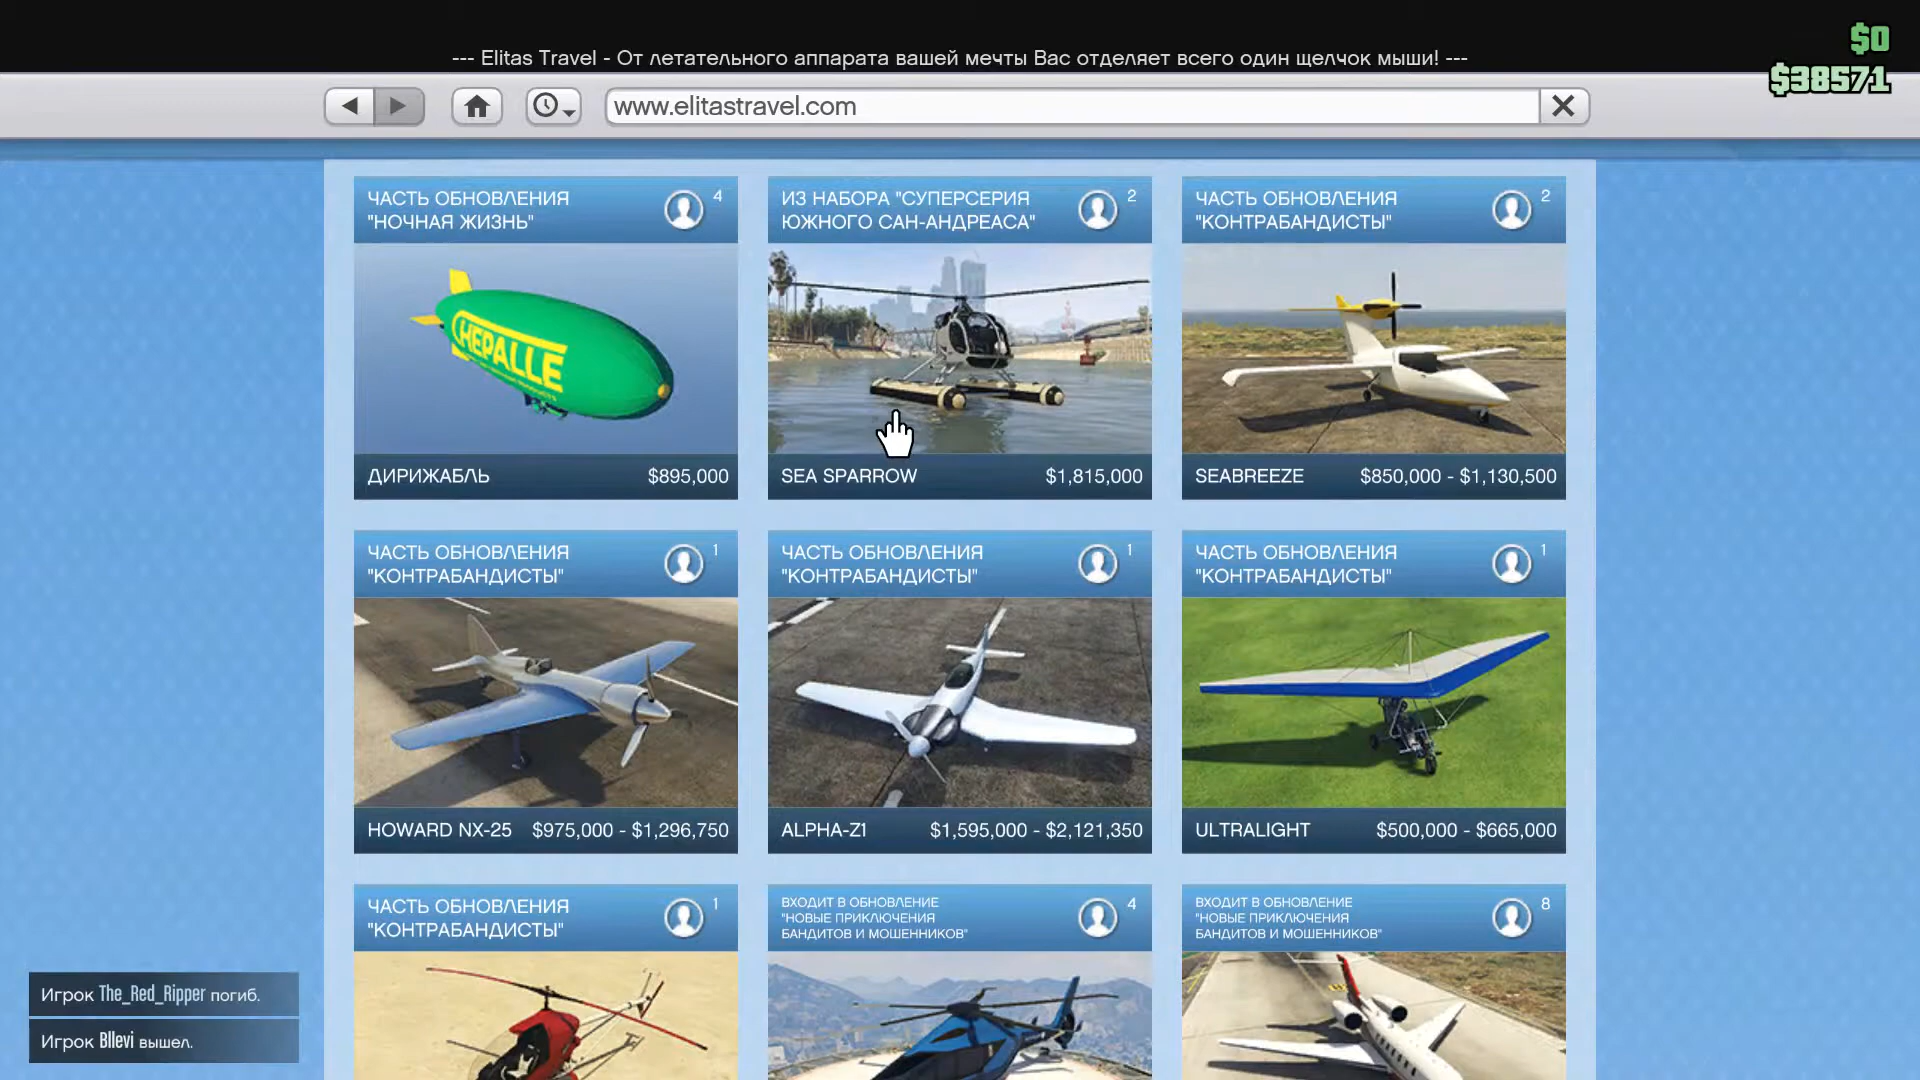 $0
--- Elitas Travel - От летательного аппарата вашей мечты Вас отделяет всего один щелчок мыши! ---
$38571
www.elitastravel.com
ЧАСТЬ ОБНОВЛЕНИЯ
"НОЧНАЯ ЖИЗНЬ"
4
HEPALLE
ДИРИЖАБЛЬ $895,000
ИЗ НАБОРА "СУПЕРСЕРИЯ
ЮЖНОГО САН-АНДРЕАСА"
2
SEA SPARROW $1,815,000
ЧАСТЬ ОБНОВЛЕНИЯ
"КОНТРАБАНДИСТЫ"
2
SEABREEZE $850,000 - $1,130,500
ЧАСТЬ ОБНОВЛЕНИЯ
"КОНТРАБАНДИСТЫ"
1
HOWARD NX-25 $975,000 - $1,296,750
ЧАСТЬ ОБНОВЛЕНИЯ
"КОНТРАБАНДИСТЫ"
1
ALPHA-Z1 $1,595,000 - $2,121,350
ЧАСТЬ ОБНОВЛЕНИЯ
"КОНТРАБАНДИСТЫ"
1
ULTRALIGHT $500,000 - $665,000
ЧАСТЬ ОБНОВЛЕНИЯ
"КОНТРАБАНДИСТЫ"
1
ВХОДИТ В ОБНОВЛЕНИЕ
"НОВЫЕ ПРИКЛЮЧЕНИЯ
БАНДИТОВ И МОШЕННИКОВ"
4
ВХОДИТ В ОБНОВЛЕНИЕ
"НОВЫЕ ПРИКЛЮЧЕНИЯ
БАНДИТОВ И МОШЕННИКОВ"
8
Игрок The_Red_Ripper погиб.
Игрок Bllevi вышел.